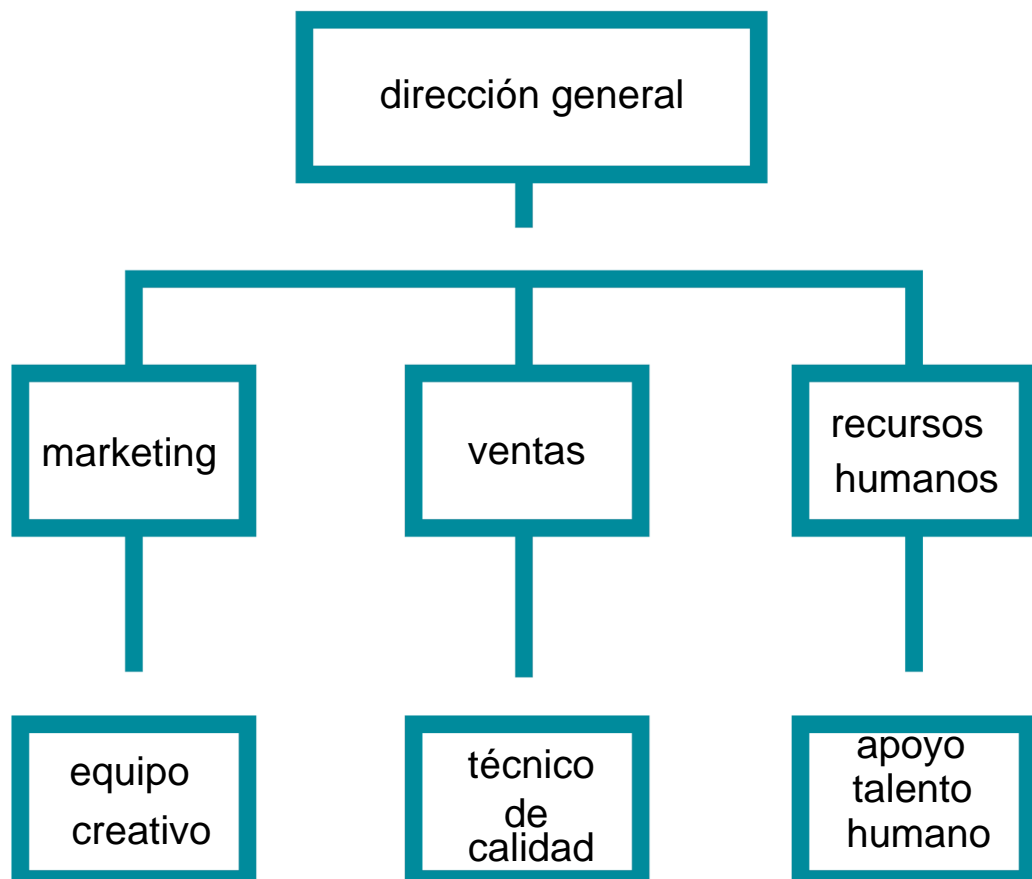 dirección general
marketing
ventas
recursos
humanos
equipo
creativo
técnico
de
calidad
apoyo
talento
humano